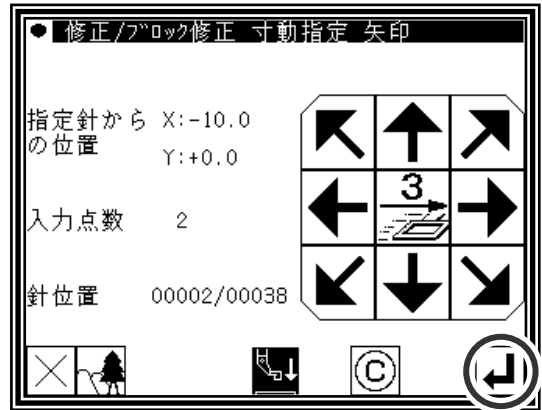 ● 修正/ブロック修正 寸動指定 矢印
指定針から
の位置
X:-10.0
Y:+0.0
3
入力点数 2
針位置 00002/00038
C